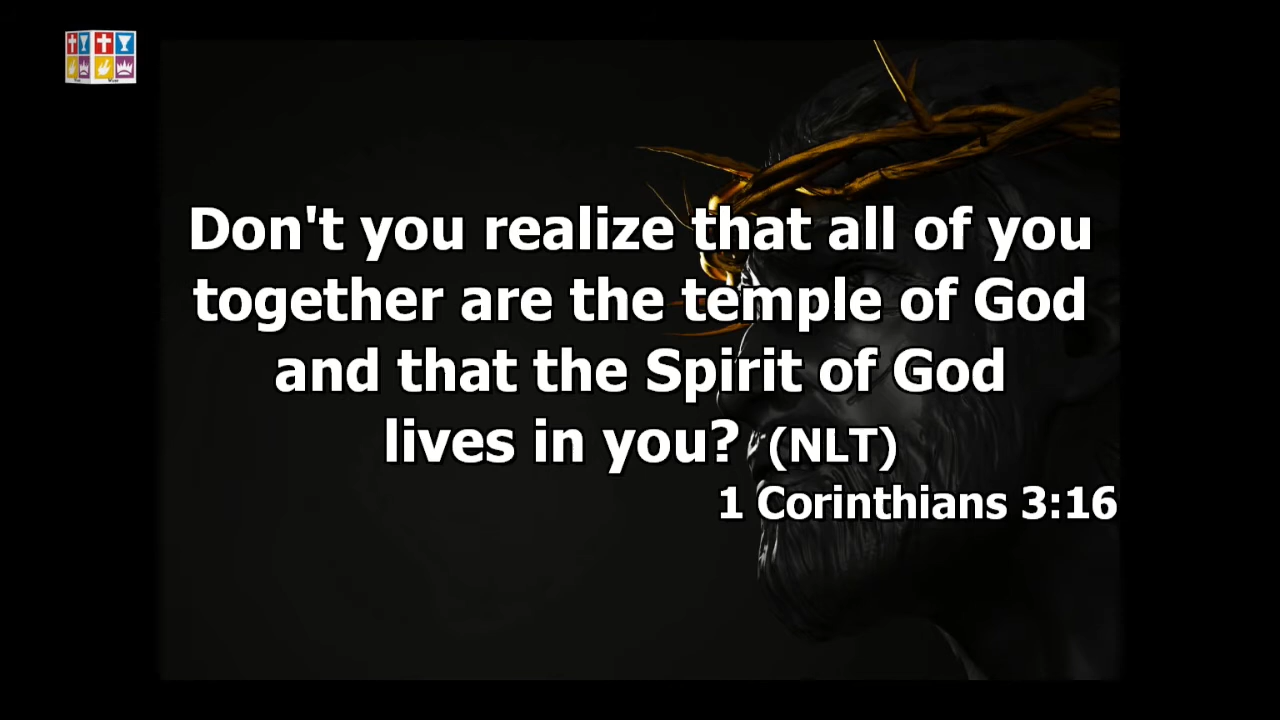 Don't you realize that all of you
together are the temple of God
and that the Spirit of God
lives in you? (NLT)
1 Corinthians 3:16